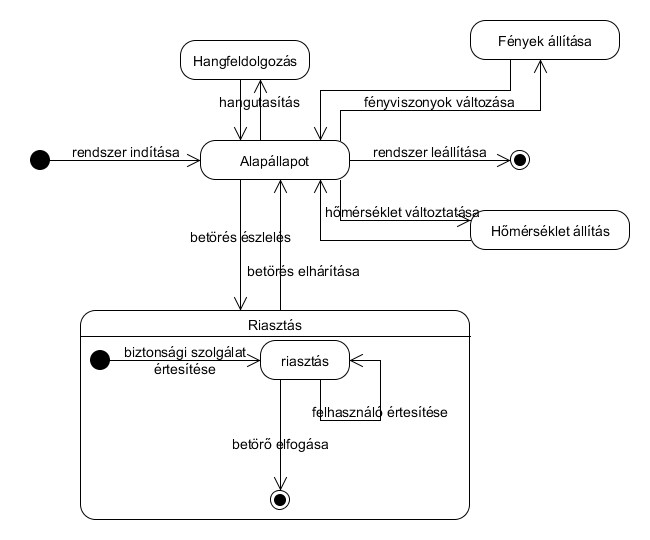 Fények állítása
Hangfeldolgozás
hangutasítás
fényviszonyok változása
rendszer indítása
Alapállapot
rendszer leállítása
hőmérséklet változtatása
Hőmérséklet állítás
betörés észlelés
betörés elhárítása
Riasztás
biztonsági szolgálat
értesítése
riasztás
felhasználó értesítése
betörő elfogása